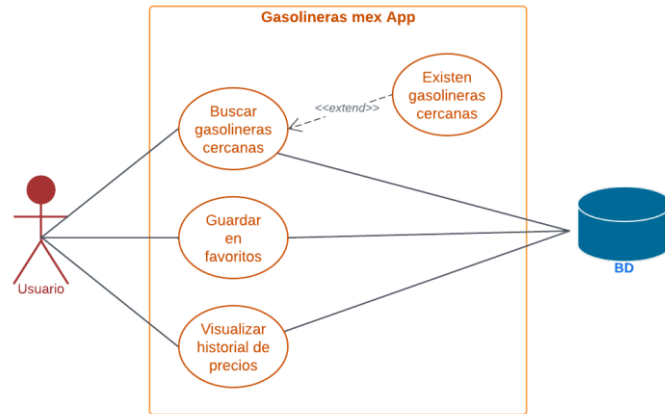 Gasolineras mex App
Buscar
gasolineras
cercanas
<<extend>>
Existen
gasolineras
cercanas
Guardar
en
favoritos
Usuario
BD
Visualizar
historial de
precios